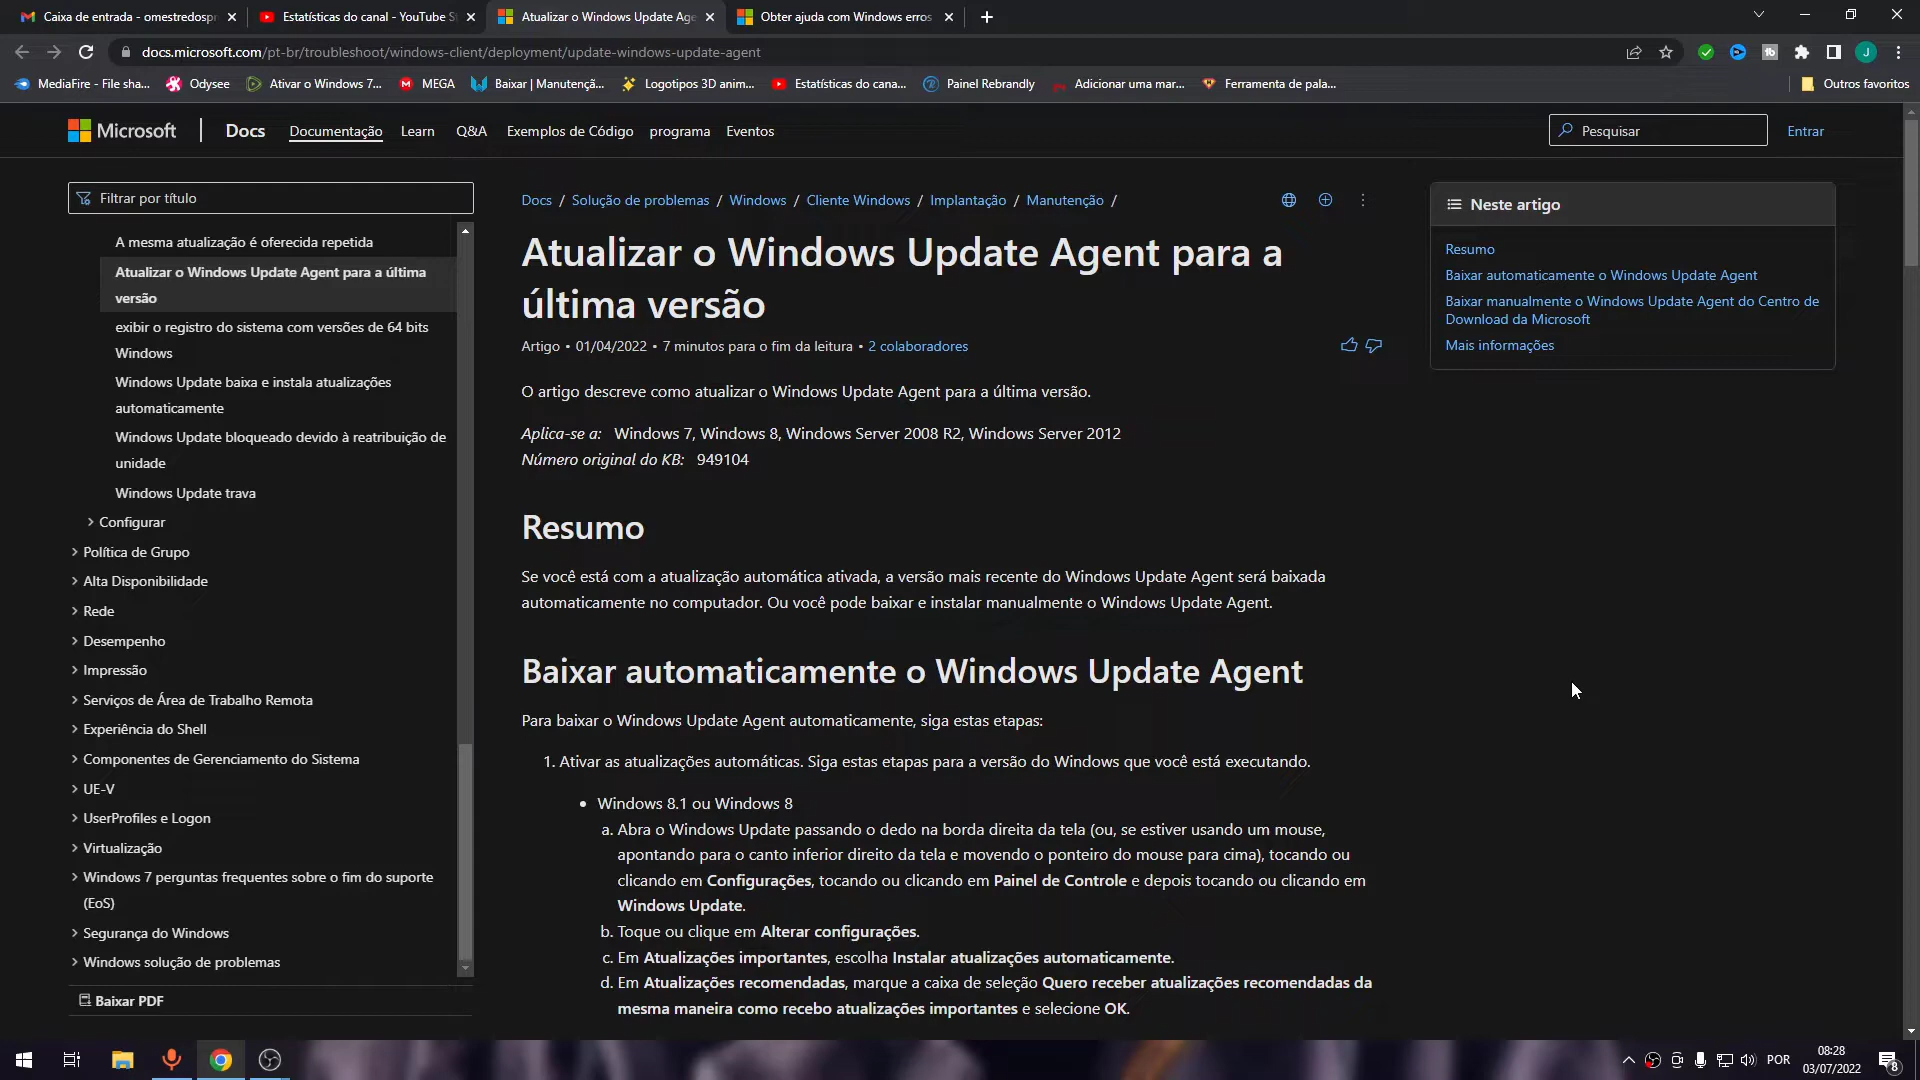 Caixa de entrada - omestredospr
Estatísticas do canal - YouTube S
Atualizar o Windows Update Age
Obter ajuda com Windows erros
docs.microsoft.com/pt-br/troubleshoot/windows-client/deployment/update-windows-update-agent
J
MediaFire - File sha...
Odysee
Ativar o Windows 7...
MEGA
Baixar | Manutençã...
Logotipos 3D anim...
Estatísticas do cana...
Painel Rebrandly
Adicionar uma mar...
Ferramenta de pala...
Outros favoritos
Microsoft
Docs
Documentação
Learn
Q&A
Exemplos de Código
programa
Eventos
Pesquisar
Entrar
Filtrar por título
A mesma atualização é oferecida repetida
Atualizar o Windows Update Agent para a última
versão
exibir o registro do sistema com versões de 64 bits
Windows
Windows Update baixa e instala atualizações
automaticamente
Windows Update bloqueado devido à reatribuição de
unidade
Windows Update trava
Configurar
Política de Grupo
Alta Disponibilidade
Rede
Desempenho
Impressão
Serviços de Área de Trabalho Remota
Experiência do Shell
Componentes de Gerenciamento do Sistema
UE-V
UserProfiles e Logon
Virtualização
Windows 7 perguntas frequentes sobre o fim do suporte
(EoS)
Segurança do Windows
Windows solução de problemas
Baixar PDF
Docs / Solução de problemas / Windows / Cliente Windows / Implantação / Manutenção /
Atualizar o Windows Update Agent para a
última versão
Artigo • 01/04/2022 • 7 minutos para o fim da leitura • 2 colaboradores
O artigo descreve como atualizar o Windows Update Agent para a última versão.
Aplica-se a: Windows 7, Windows 8, Windows Server 2008 R2, Windows Server 2012
Número original do KB: 949104
Resumo
Se você está com a atualização automática ativada, a versão mais recente do Windows Update Agent será baixada
automaticamente no computador. Ou você pode baixar e instalar manualmente o Windows Update Agent.
Baixar automaticamente o Windows Update Agent
Para baixar o Windows Update Agent automaticamente, siga estas etapas:
1. Ativar as atualizações automáticas. Siga estas etapas para a versão do Windows que você está executando.
• Windows 8.1 ou Windows 8
a. Abra o Windows Update passando o dedo na borda direita da tela (ou, se estiver usando um mouse,
apontando para o canto inferior direito da tela e movendo o ponteiro do mouse para cima), tocando ou
clicando em Configurações, tocando ou clicando em Painel de Controle e depois tocando ou clicando em
Windows Update.
b. Toque ou clique em Alterar configurações.
c. Em Atualizações importantes, escolha Instalar atualizações automaticamente.
d. Em Atualizações recomendadas, marque a caixa de seleção Quero receber atualizações recomendadas da
mesma maneira como recebo atualizações importantes e selecione OK.
Neste artigo
Resumo
Baixar automaticamente o Windows Update Agent
Baixar manualmente o Windows Update Agent do Centro de
Download da Microsoft
Mais informações
POR
08:28
03/07/2022
8